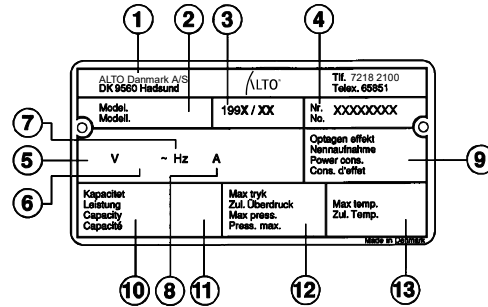 1
2
3
4
ALTO Danmark A/S
DK 9560 Hadsund
ALTO°
Tlf. 7218 2100
Telex. 65851
Model.
Modell.
199X / XX
Nr.
No.
XXXXXXXX
7
5
V
~ Hz
A
Optagen effekt
Nennaufnahme
Power cons.
Cons. d'effet
9
6
Kapacitet
Leistung
Capacity
Capacité
Max tryk
Zul. Überdruck
Max press.
Press. max.
Max temp.
Zul. Temp.
Made in Denmark
10
8
11
12
13